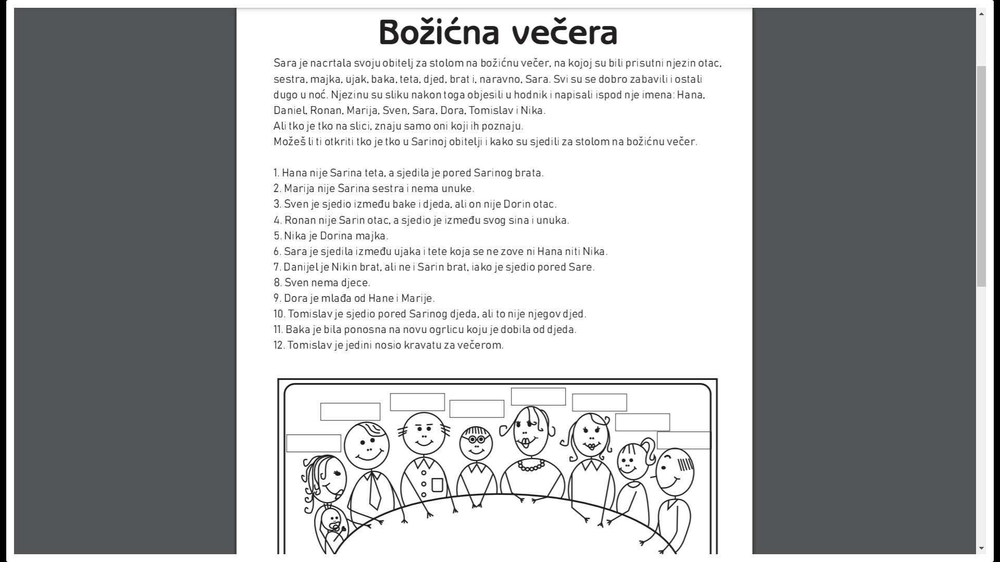 Božićna večera
Sara je nacrtala svoju obitelj za stolom na božićnu večer, na kojoj su bili prisutni njezin otac,
sestra, majka, ujak, baka, teta, djed, brat i, naravno, Sara. Svi su se dobro zabavili i ostali
dugo u noć. Njezinu su sliku nakon toga objesili u hodnik i napisali ispod nje imena: Hana,
Daniel, Ronan, Marija, Sven, Sara, Dora, Tomislav i Nika.
Ali tko je tko na slici, znaju samo oni koji ih poznaju.
Možeš li ti otkriti tko je tko u Sarinoj obitelji i kako su sjedili za stolom na božićnu večer.
1. Hana nije Sarina teta, a sjedila je pored Sarinog brata.
2. Marija nije Sarina sestra i nema unuke.
3. Sven je sjedio između bake i djeda, ali on nije Dorin otac.
4. Ronan nije Sarin otac, a sjedio je između svog sina i unuka.
5. Nika je Dorina majka.
6. Sara je sjedila između ujaka i tete koja se ne zove ni Hana niti Nika.
7. Danijel je Nikin brat, ali ne i Sarin brat, iako je sjedio pored Sare.
8. Sven nema djece.
9. Dora je mlađa od Hane i Marije.
10. Tomislav je sjedio pored Sarinog djeda, ali to nije njegov djed.
11. Baka je bila ponosna na novu ogrlicu koju je dobila od djeda.
12. Tomislav je jedini nosio kravatu za večerom.